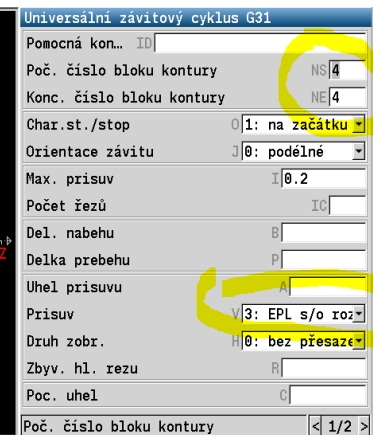 Universální závitový cyklus G31
Pomocná kon… ID
Poč. číslo bloku kontury NS 4
Konc. číslo bloku kontury NE 4
Char.st./stop O 1: na začátku
Orientace závitu J 0: podélné
Max. prisuv I 0.2
Počet řezů IC
Del. nabehu B
Delka prebehu P
Uhel prisuvu A
Prisuv V 3: EPL s/o roz
Druh zobr. H 0: bez přesaze
Zbyv. hl. rezu R
Poc. uhel C
Poč. číslo bloku kontury < 1/2 >
Z